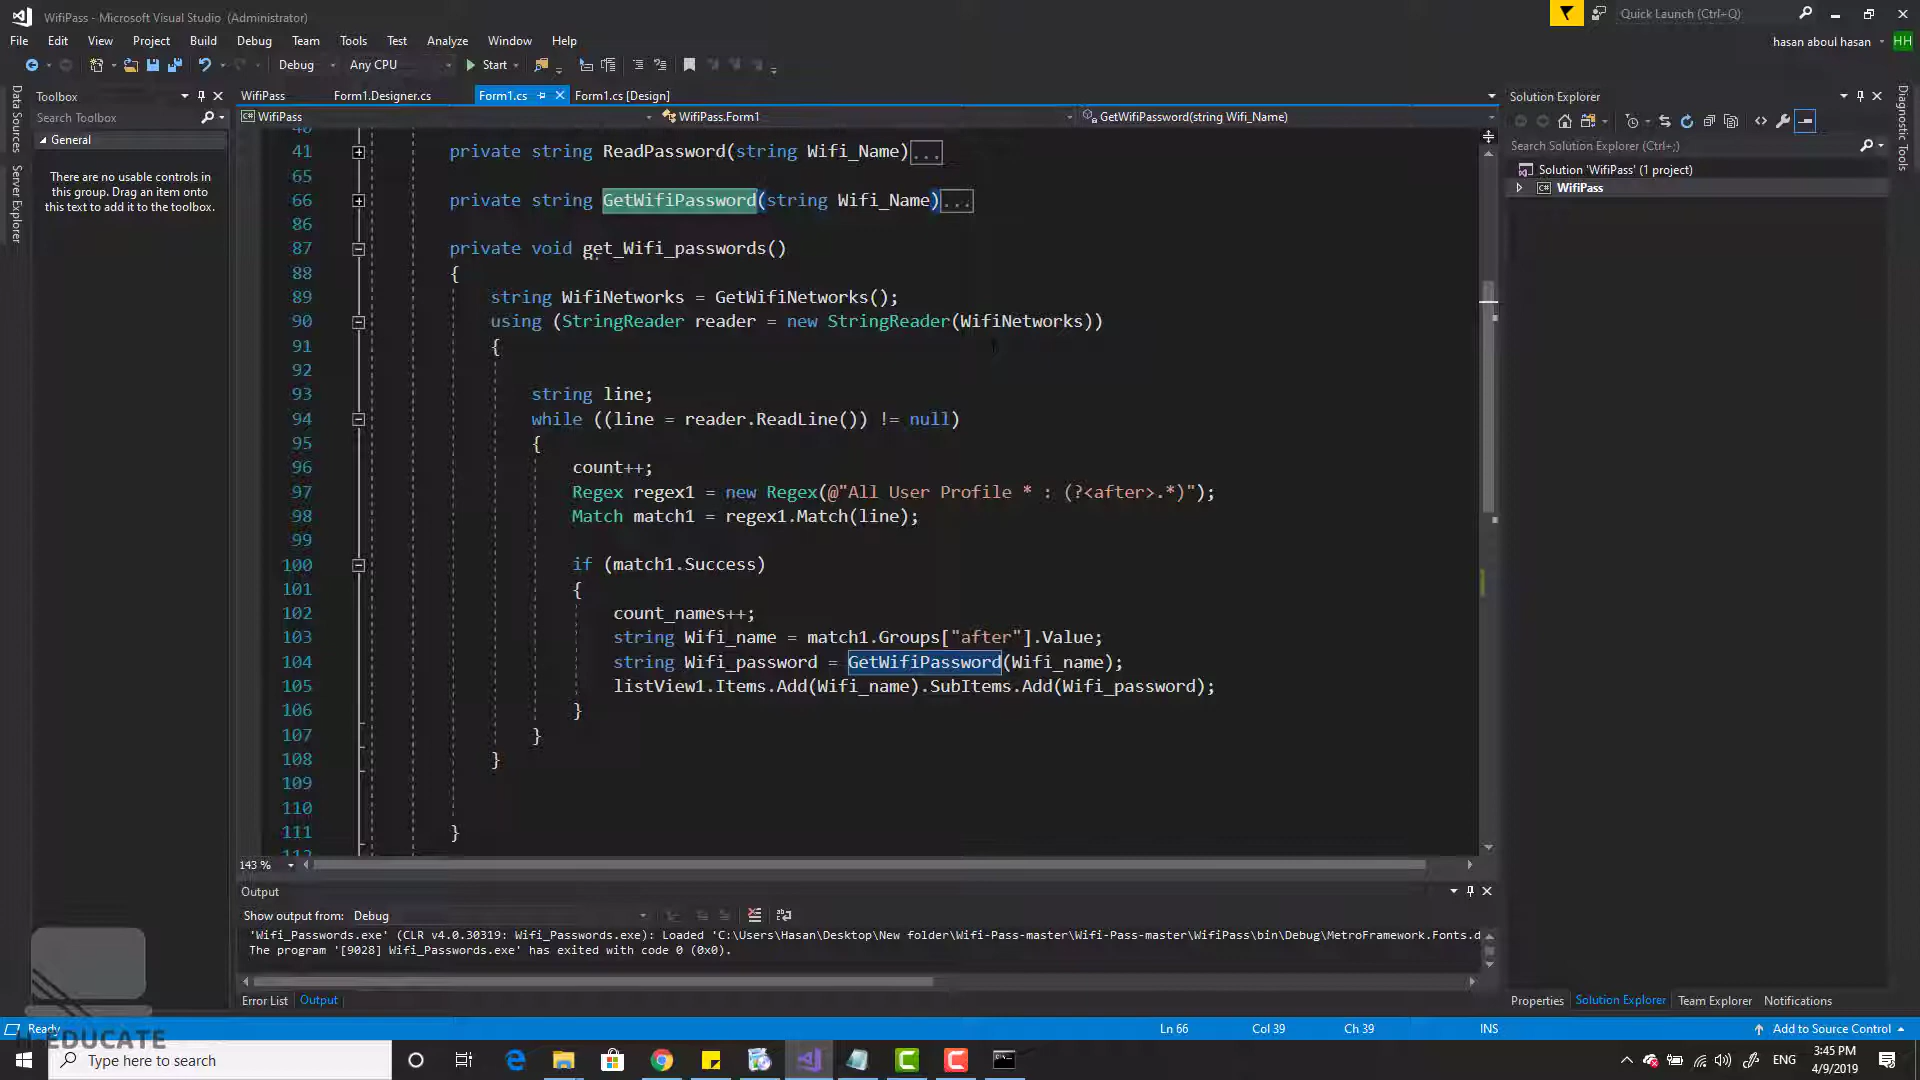 WifiPass - Microsoft Visual Studio (Administrator)
Quick Launch (Ctrl+Q)
File Edit View Project Build Debug Team Tools Test Analyze Window Help
hasan aboul hasan HH
Debug Any CPU Start
Data Sources
Server Explorer
Toolbox
Search Toolbox
General
There are no usable controls in
this group. Drag an item onto
this text to add it to the toolbox.
WifiPass Form1.Designer.cs Form1.cs Form1.cs [Design]
WifiPass WifiPass.Form1 GetWifiPassword(string Wifi_Name)
40
41 private string ReadPassword(string Wifi_Name)...
65
66 private string GetWifiPassword(string Wifi_Name)...
86
87 private void get_Wifi_passwords()
88 {
89 string WifiNetworks = GetWifiNetworks();
90 using (StringReader reader = new StringReader(WifiNetworks))
91 {
92
93 string line;
94 while ((line = reader.ReadLine()) != null)
95 {
96 count++;
97 Regex regex1 = new Regex(@"All User Profile * : (?<after>.*)");
98 Match match1 = regex1.Match(line);
99
100 if (match1.Success)
101 {
102 count_names++;
103 string Wifi_name = match1.Groups["after"].Value;
104 string Wifi_password = GetWifiPassword(Wifi_name);
105 listView1.Items.Add(Wifi_name).SubItems.Add(Wifi_password);
106 }
107 }
108 }
109
110
111 }
112
143 %
Output
Show output from: Debug
'Wifi_Passwords.exe' (CLR v4.0.30319: Wifi_Passwords.exe): Loaded 'C:\Users\Hasan\Desktop\New folder\Wifi-Pass-master\Wifi-Pass-master\WifiPass\bin\Debug\MetroFramework.Fonts.d
The program '[9028] Wifi_Passwords.exe' has exited with code 0 (0x0).
Error List Output
Solution Explorer
Search Solution Explorer (Ctrl+;)
Solution 'WifiPass' (1 project)
WifiPass
Diagnostic Tools
Properties Solution Explorer Team Explorer Notifications
Ready Ln 66 Col 39 Ch 39 INS Add to Source Control
H-EDUCATE
Type here to search
ENG
3:45 PM
4/9/2019